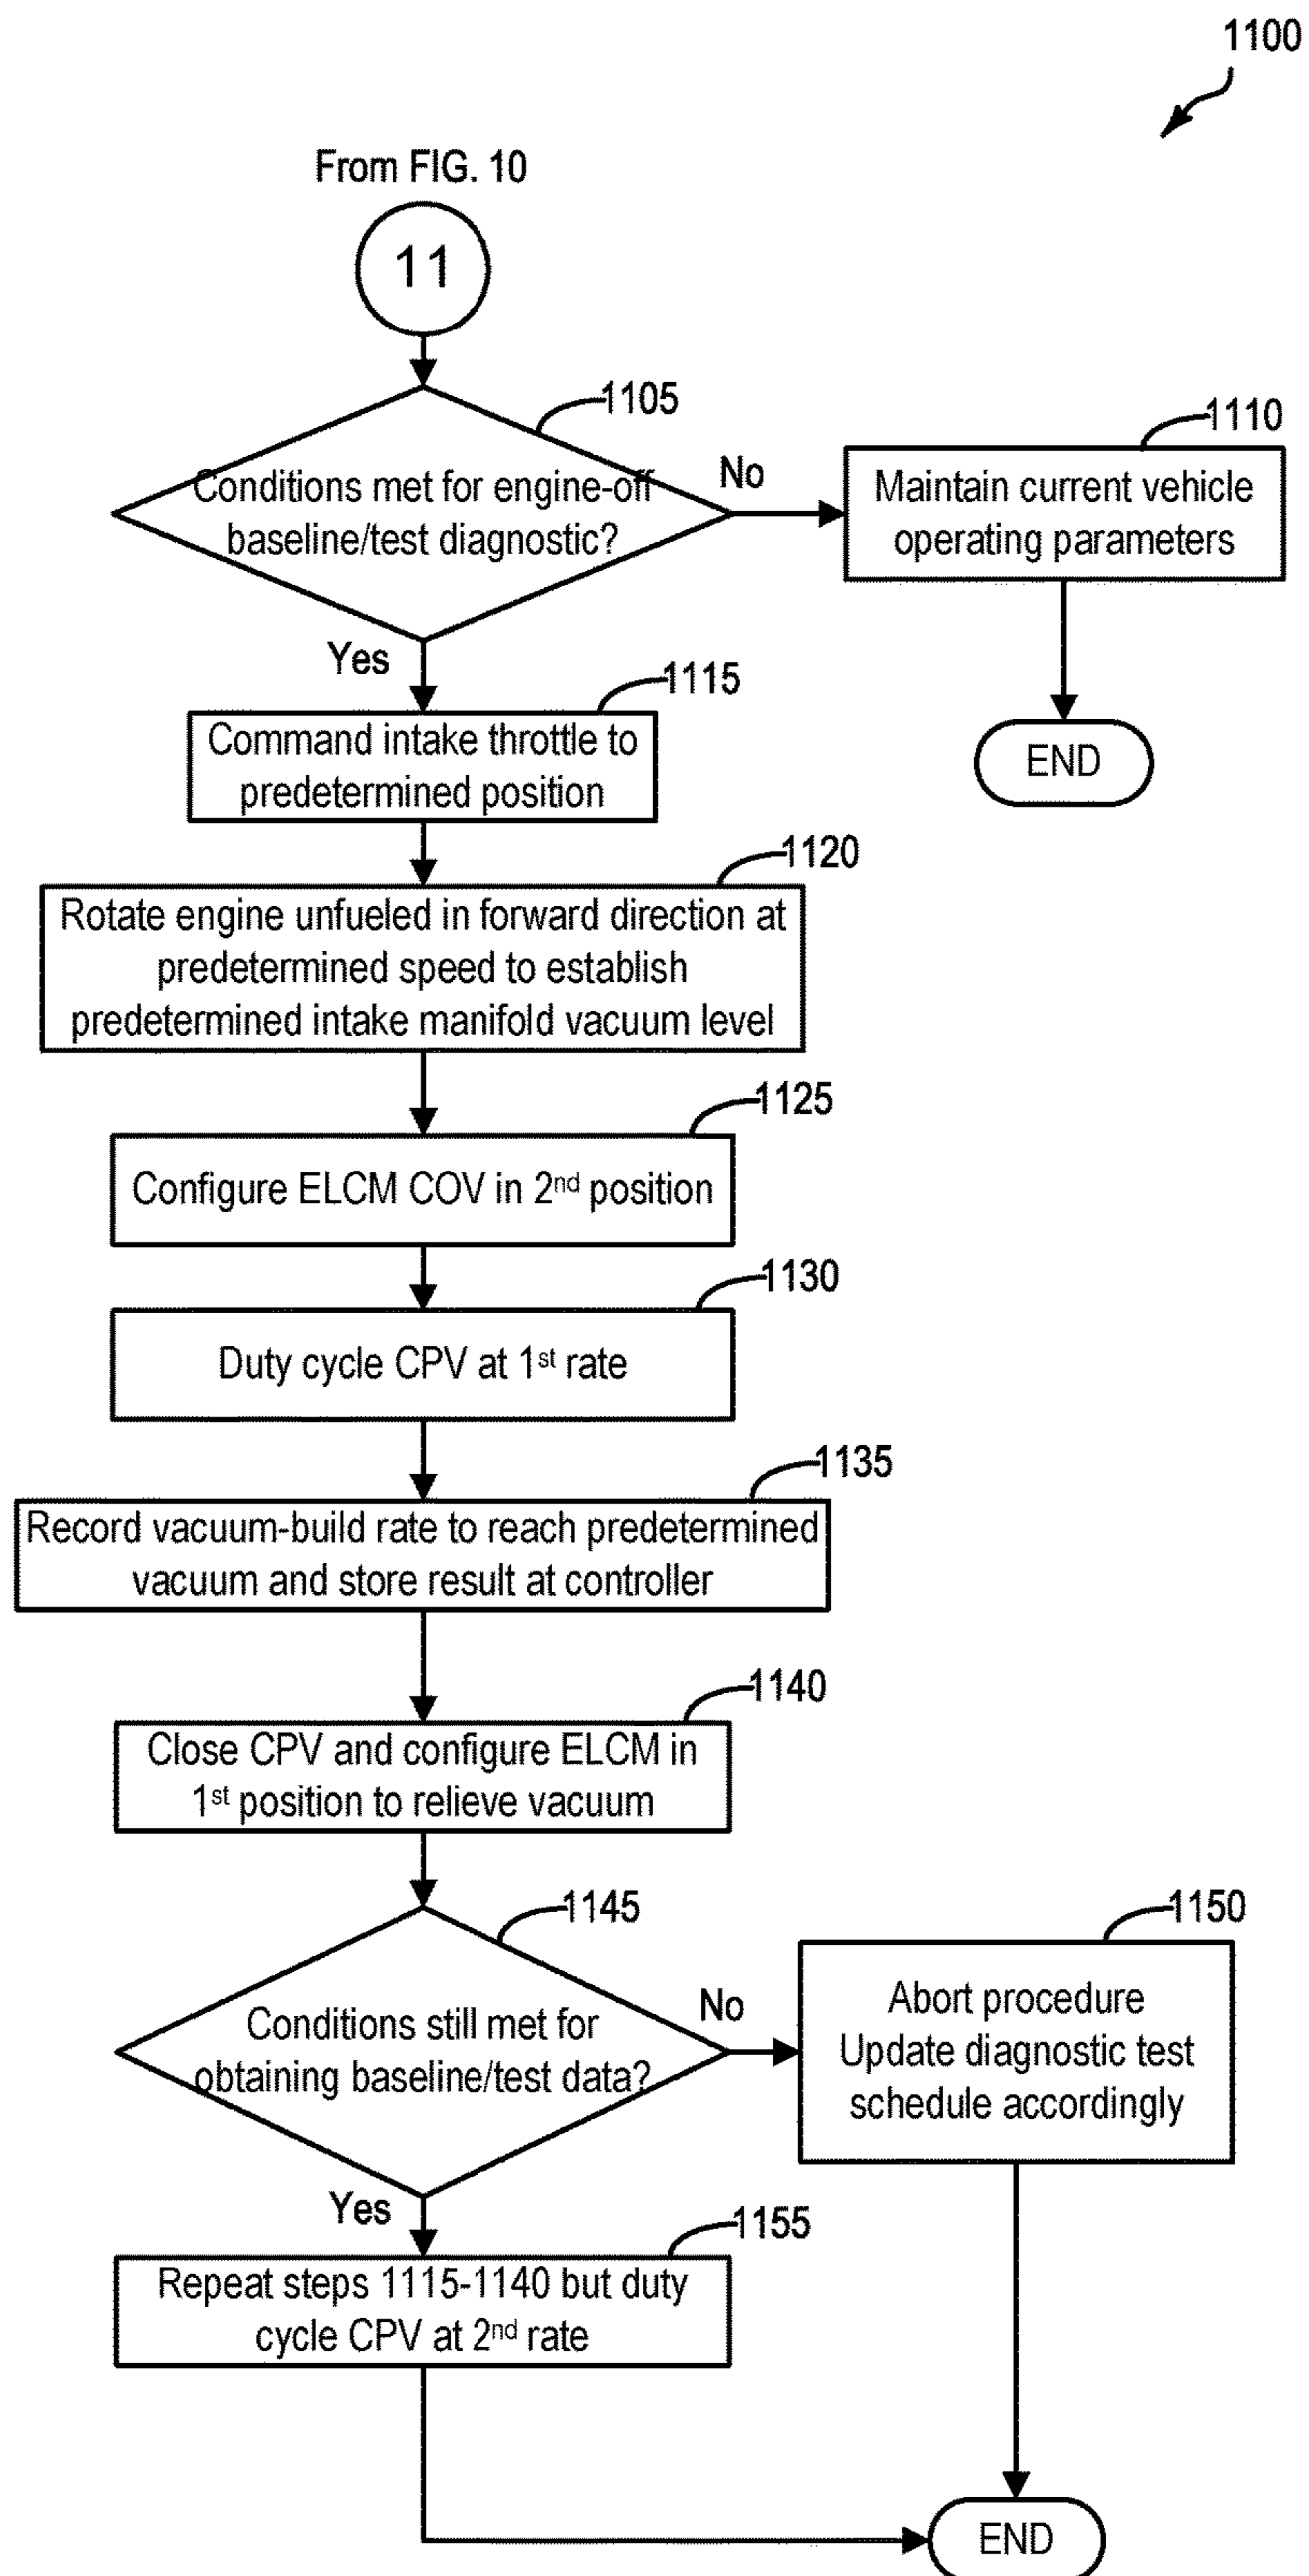 1100
From FIG. 10
11
1105
Conditions met for engine-off
baseline/test diagnostic?
No
1110
Maintain current vehicle
operating parameters
END
Yes
1115
Command intake throttle to
predetermined position
1120
Rotate engine unfueled in forward direction at
predetermined speed to establish
predetermined intake manifold vacuum level
1125
Configure ELCM COV in 2nd position
1130
Duty cycle CPV at 1st rate
1135
Record vacuum-build rate to reach predetermined
vacuum and store result at controller
1140
Close CPV and configure ELCM in
1st position to relieve vacuum
1145
Conditions still met for
obtaining baseline/test data?
No
1150
Abort procedure
Update diagnostic test
schedule accordingly
Yes
1155
Repeat steps 1115-1140 but duty
cycle CPV at 2nd rate
END